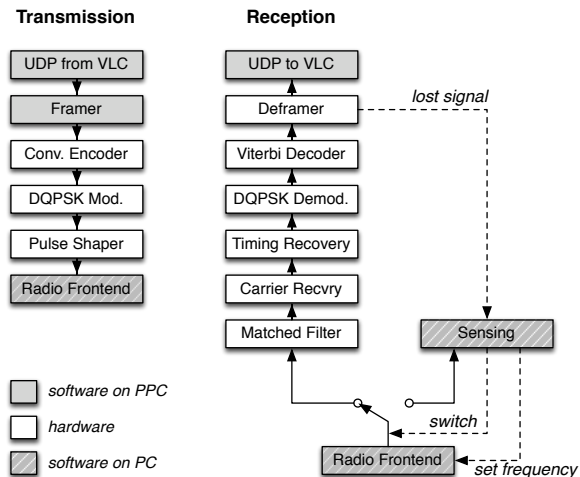 Transmission
UDP from VLC
Framer
Conv. Encoder
DQPSK Mod.
Pulse Shaper
Radio Frontend
Reception
UDP to VLC
Deframer
lost signal
Viterbi Decoder
DQPSK Demod.
Timing Recovery
Carrier Recvry
Matched Filter
Sensing
switch
Radio Frontend
set frequency
software on PPC
hardware
software on PC